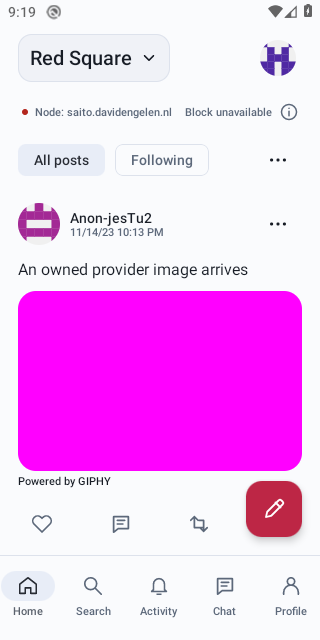 9:19
Red Square
Node: saito.davidengelen.nl Block unavailable
All posts Following
Anon-jesTu2
11/14/23 10:13 PM
An owned provider image arrives
Powered by GIPHY
Home Search Activity Chat Profile